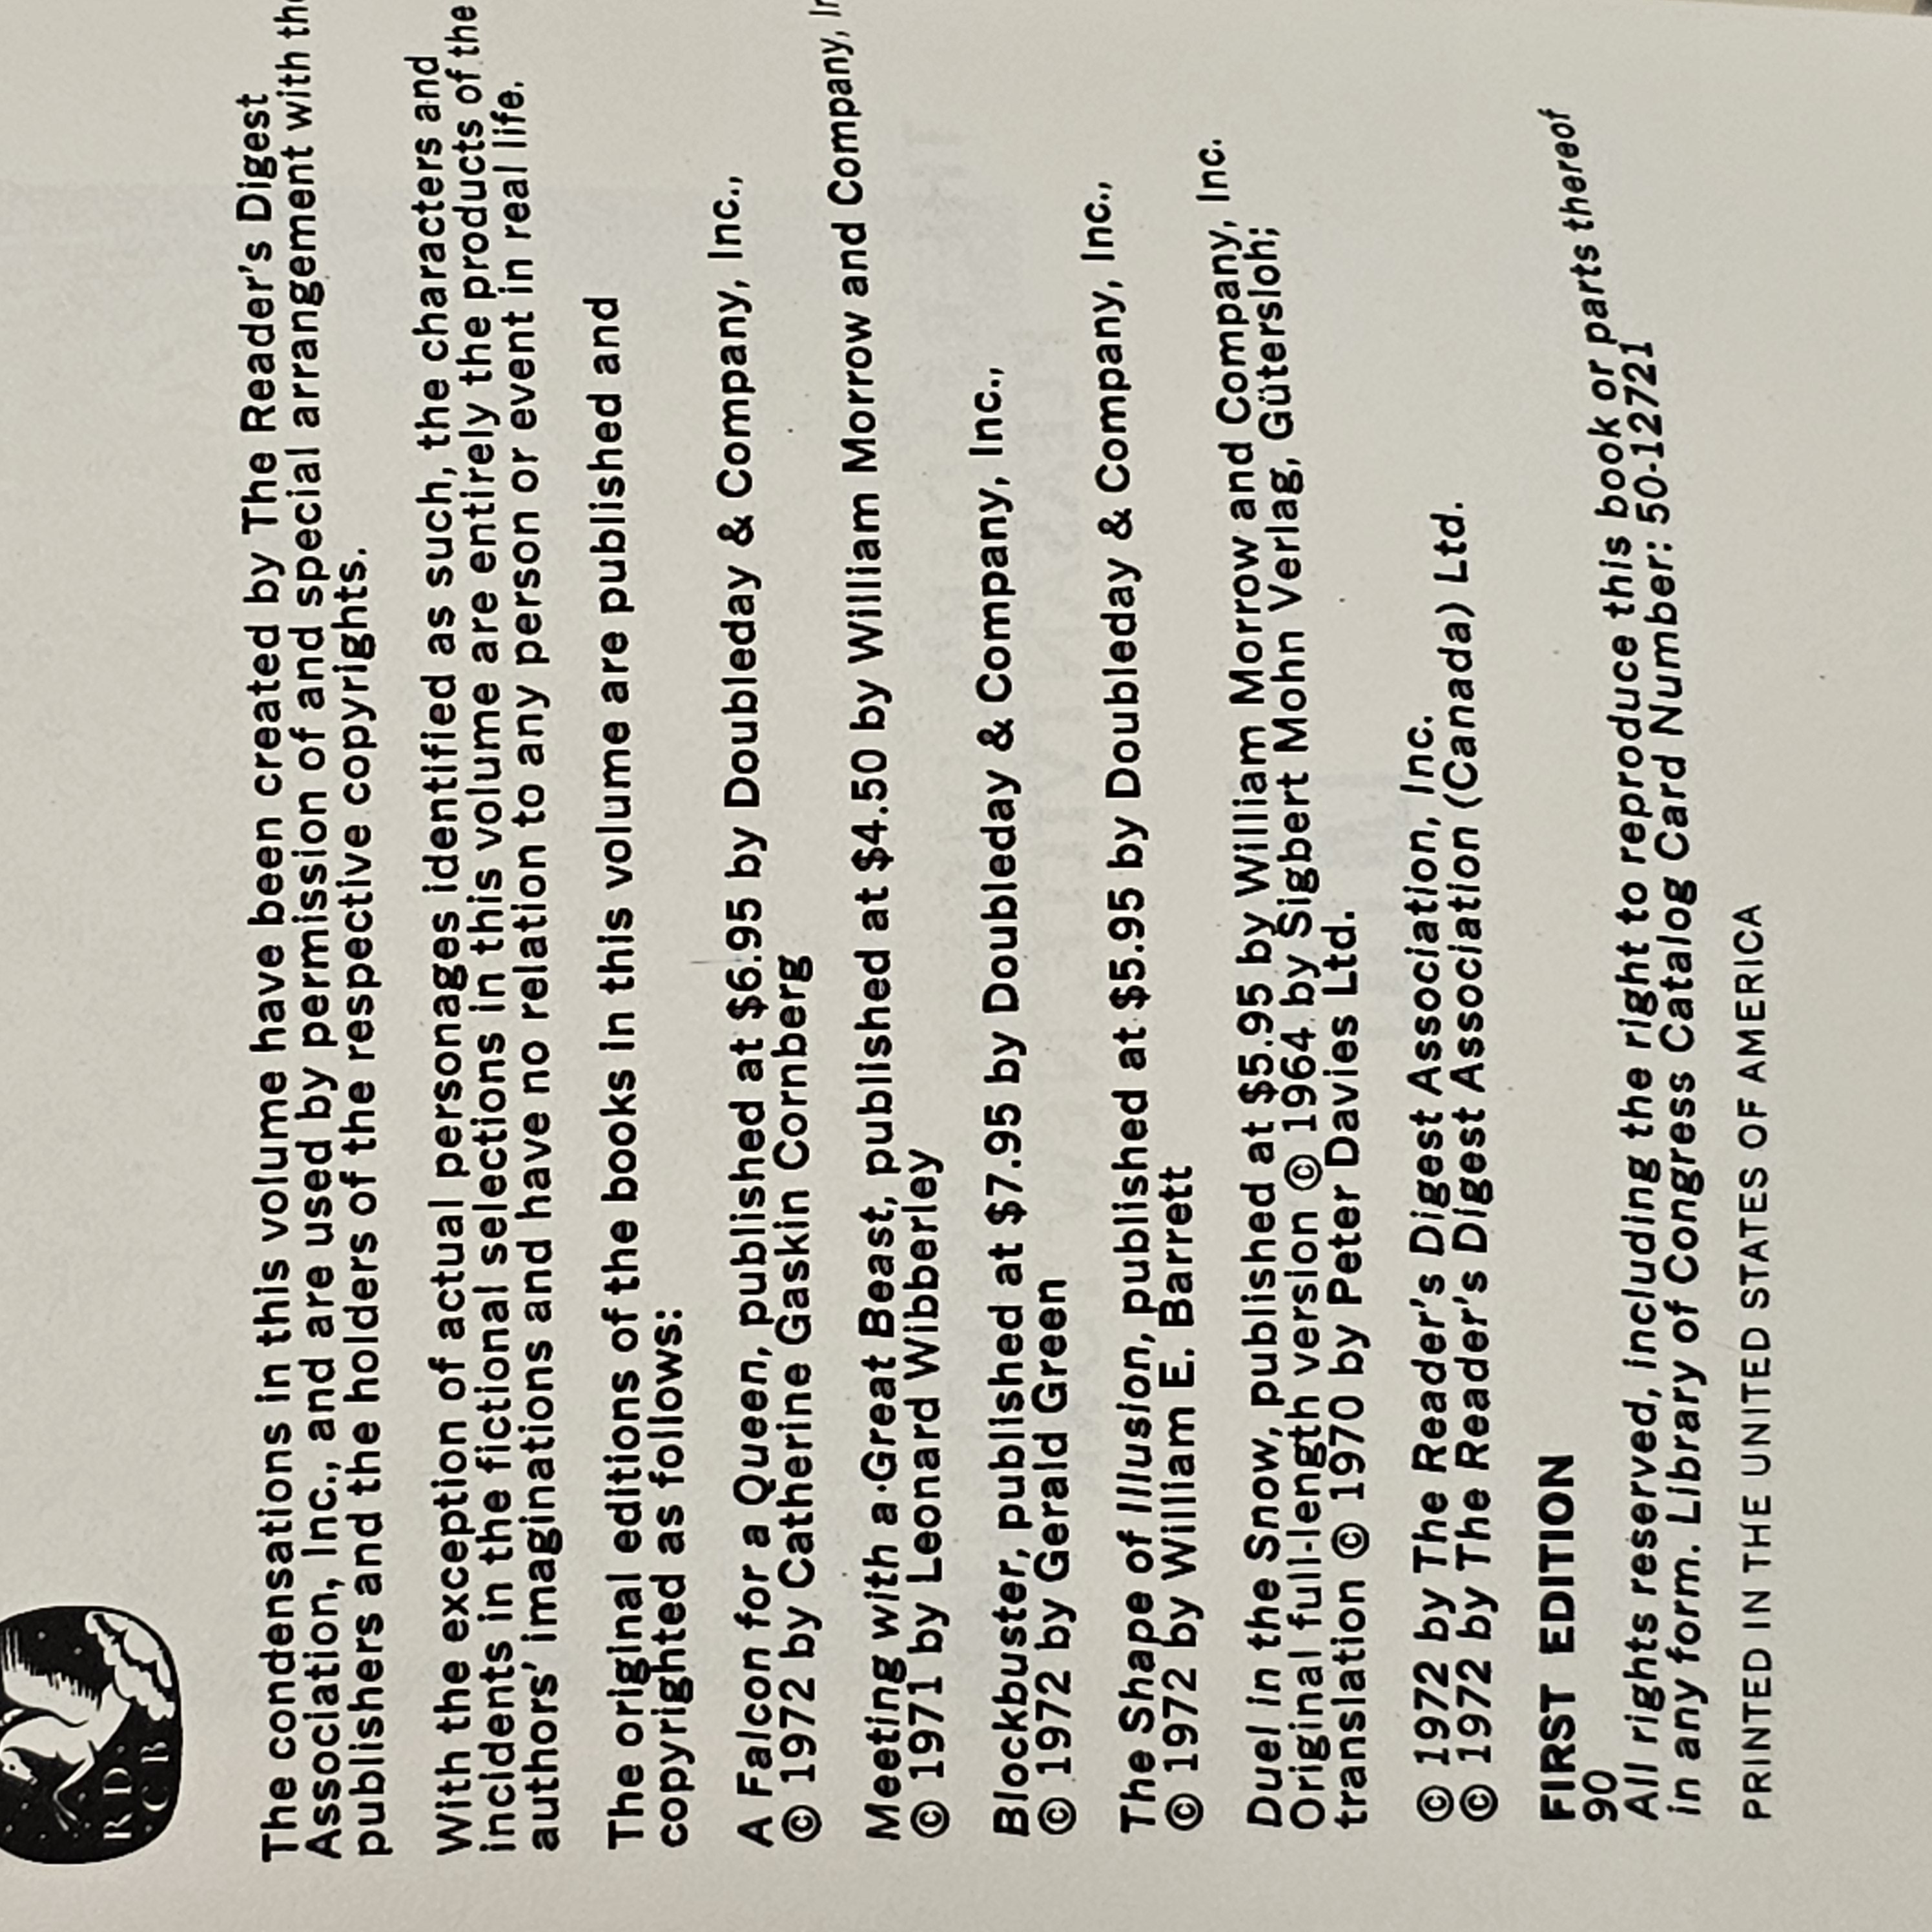 R D
C B
The condensations in this volume have been created by The Reader's Digest
Association, Inc., and are used by permission of and special arrangement with
publishers and the holders of the respective copyrights.
With the exception of actual personages identified as such, the characters and
incidents in the fictional selections in this volume are entirely the products of the
authors' imaginations and have no relation to any person or event in real life.
The original editions of the books in this volume are published and
copyrighted as follows:
A Falcon for a Queen, published at $6.95 by Doubleday & Company, Inc.,
© 1972 by Catherine Gaskin Cornberg
Meeting with a Great Beast, published at $4.50 by William Morrow and Company,
© 1971 by Leonard Wibberley
Blockbuster, published at $7.95 by Doubleday & Company, Inc.,
© 1972 by Gerald Green
The Shape of Illusion, published at $5.95 by Doubleday & Company, Inc.,
© 1972 by William E. Barrett
Duel in the Snow, published at $5.95 by William Morrow and Company, Inc.
Original full-length version © 1964 by Sigbert Mohn Verlag, Gütersloh;
translation © 1970 by Peter Davies Ltd.
© 1972 by The Reader's Digest Association, Inc.
© 1972 by The Reader's Digest Association (Canada) Ltd.
FIRST EDITION
90
All rights reserved, including the right to reproduce this book or parts thereof
in any form. Library of Congress Catalog Card Number: 50-12721
PRINTED IN THE UNITED STATES OF AMERICA